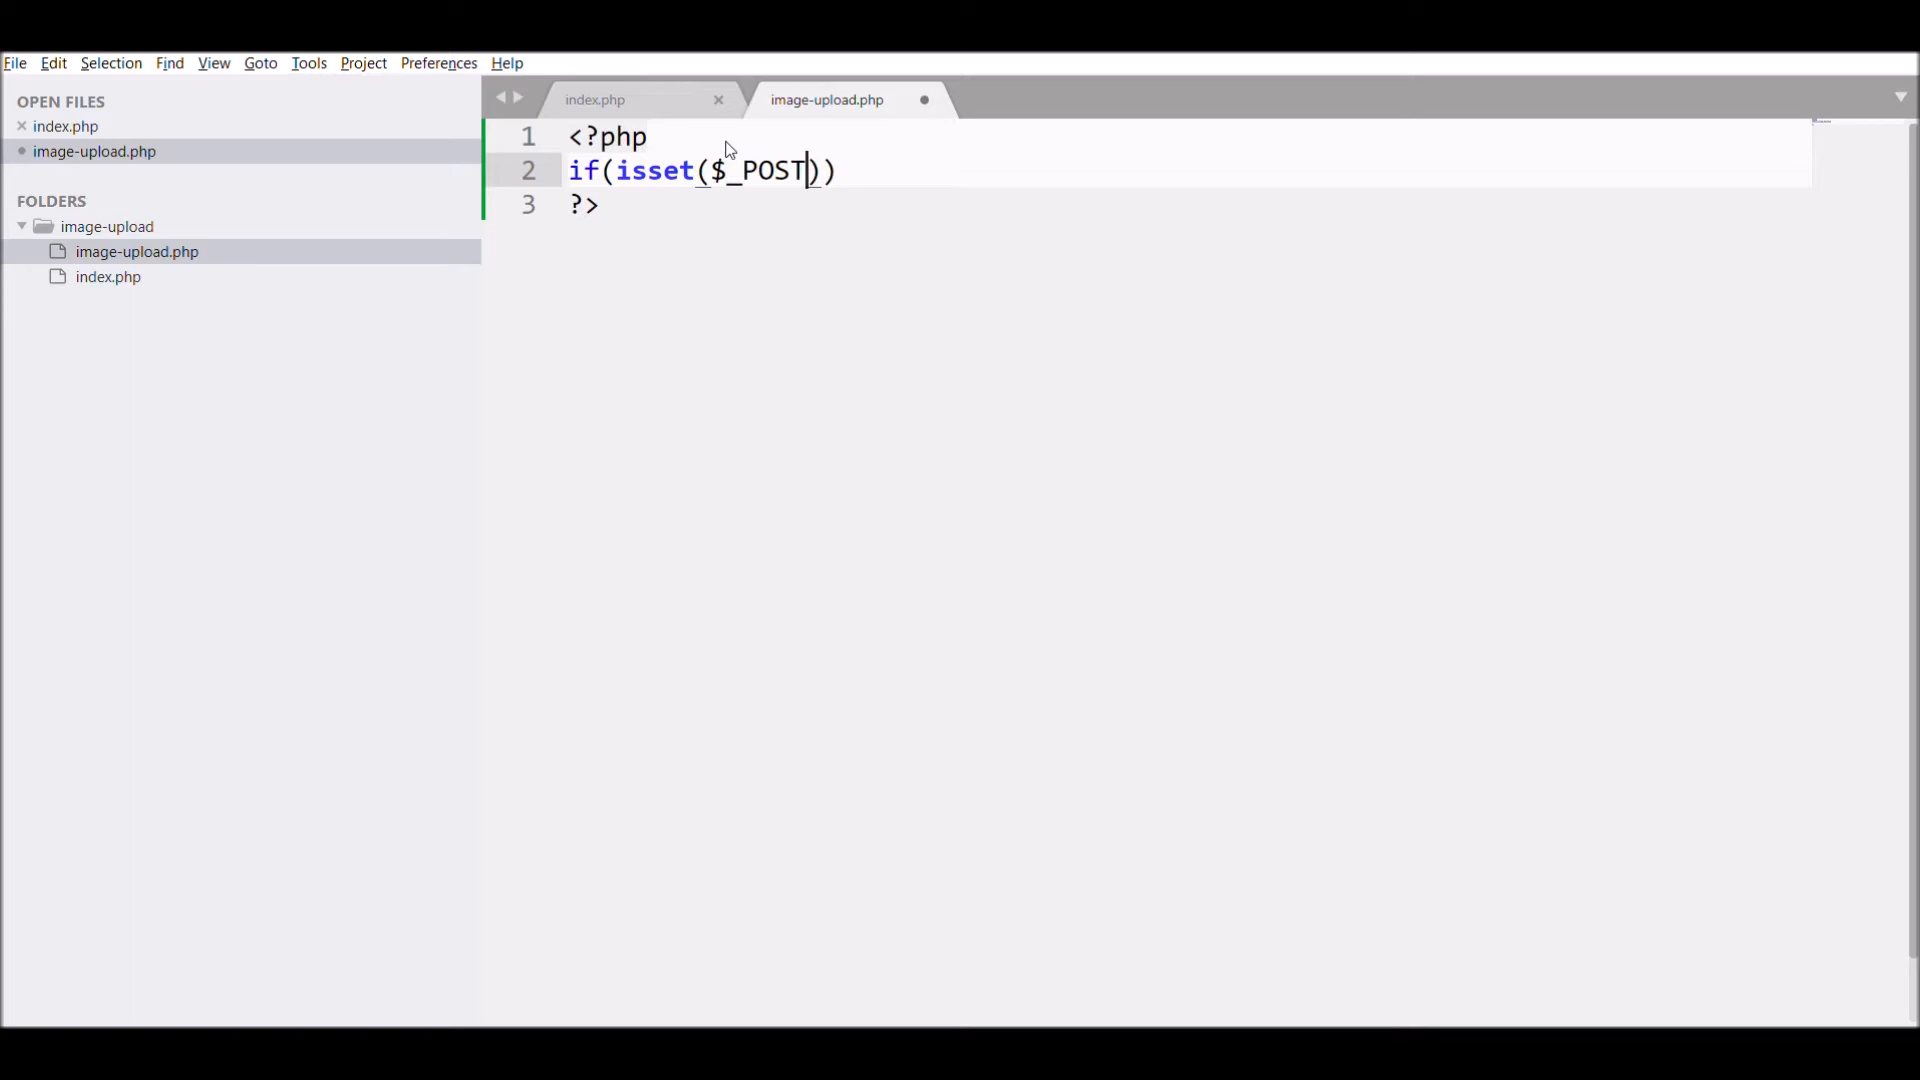 File Edit Selection Find View Goto Tools Project Preferences Help
OPEN FILES
index.php
image-upload.php
FOLDERS
image-upload
image-upload.php
index.php
index.php image-upload.php
1 <?php
2 if(isset($_POST))
3 ?>